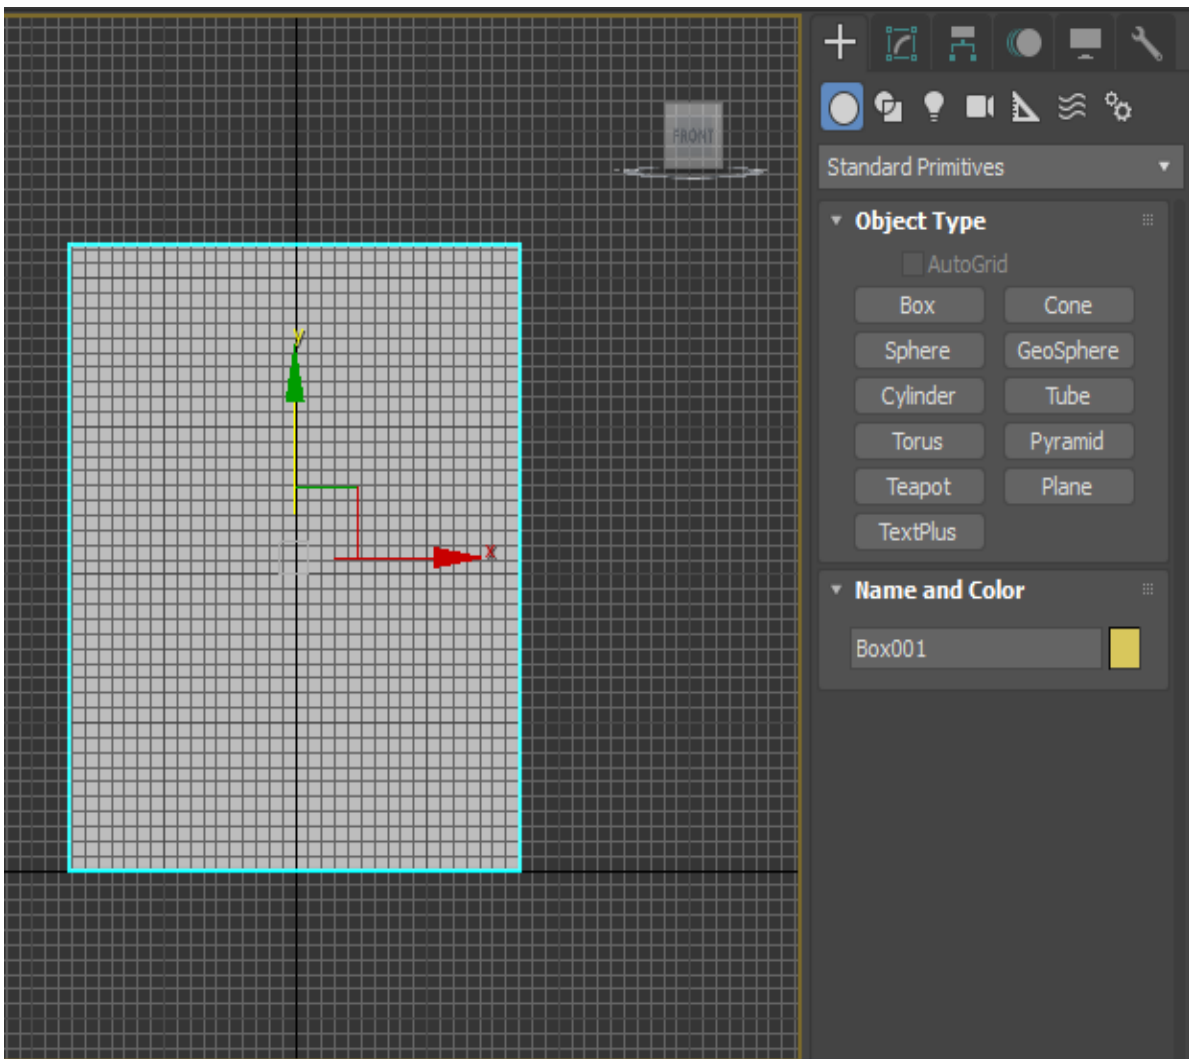 FRONT
Standard Primitives
Object Type
AutoGrid
Box Cone
Sphere GeoSphere
Cylinder Tube
Torus Pyramid
Teapot Plane
TextPlus
y
x
Name and Color
Box001